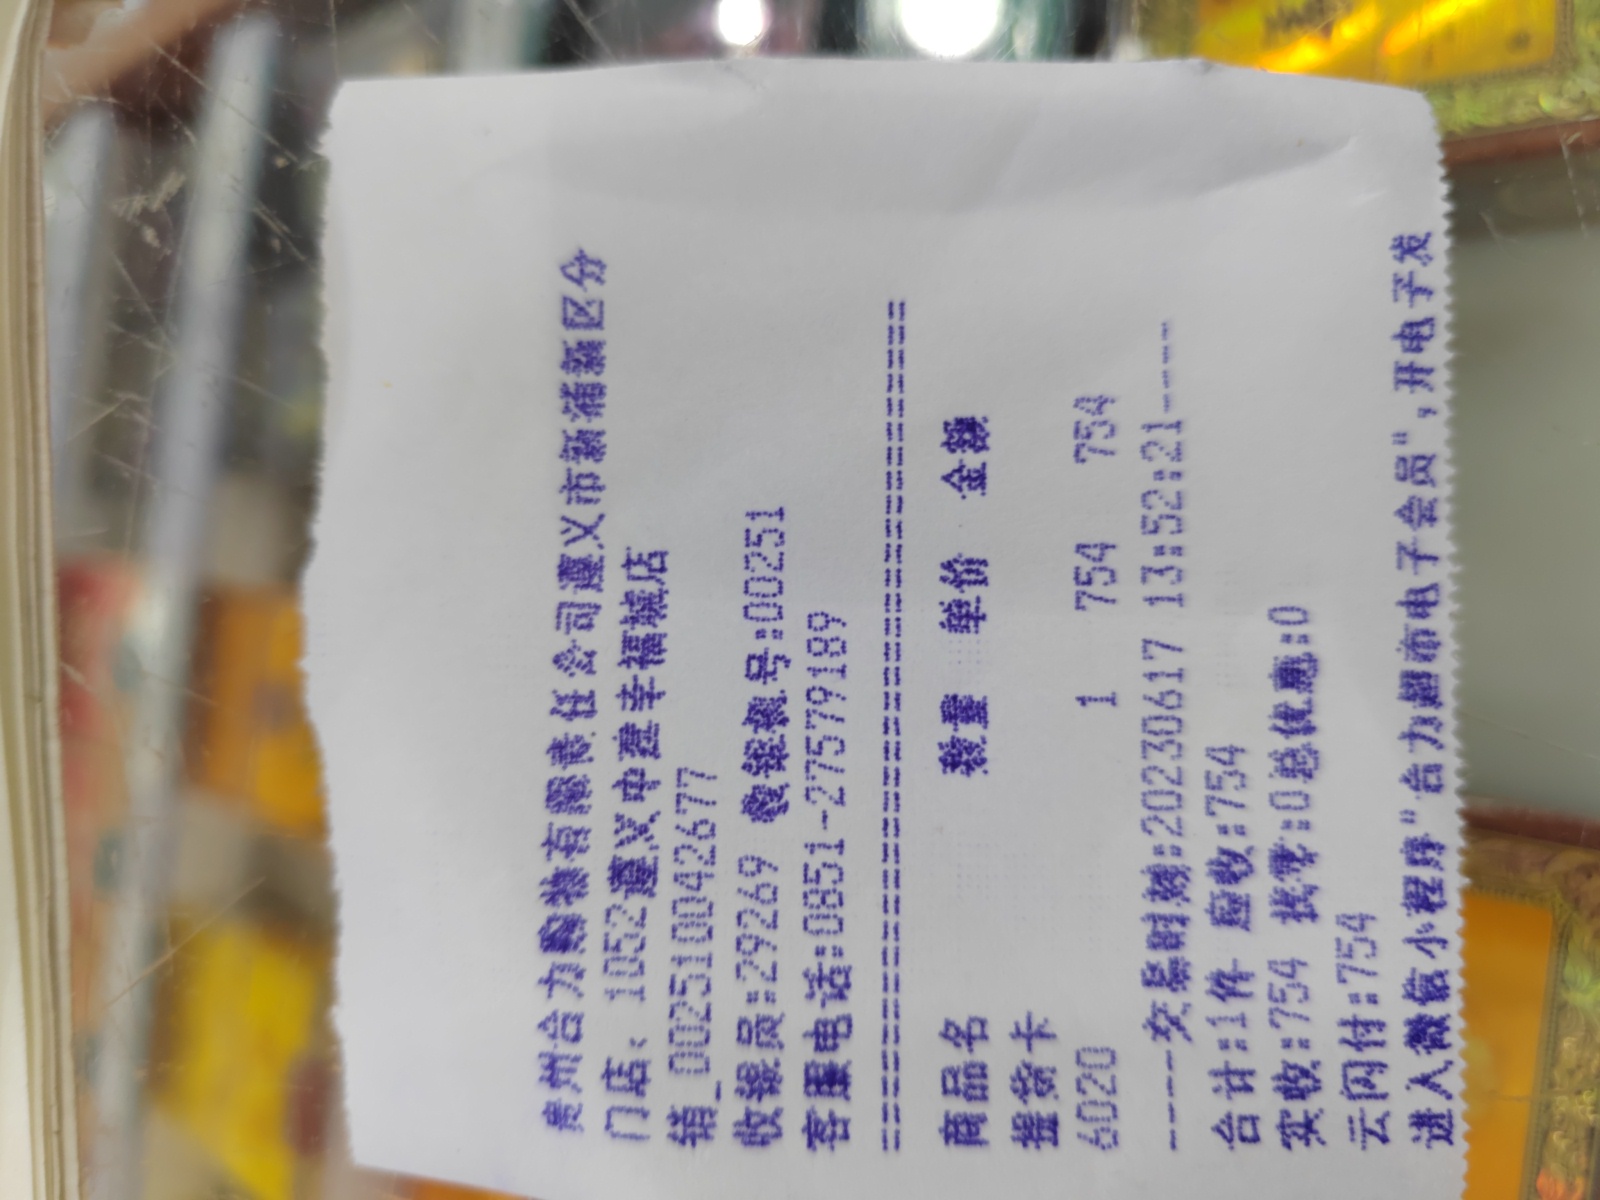 贵州合力购物有限责任公司遵义市新蒲新区分
门店、1052遵义中建幸福城店
销_002510042677
收银员:29269 收银机号:00251
客服电话:0851-27579189
================================
商品名 数量 单价 金额
提货卡
6020 1 754 754
-----交易时刻:20230617 13:52:21----
合计:1件 应收:754
实收:754 找零:0总优惠:0
云闪付:754
进入微信小程序"合力超市电子会员",开电子发